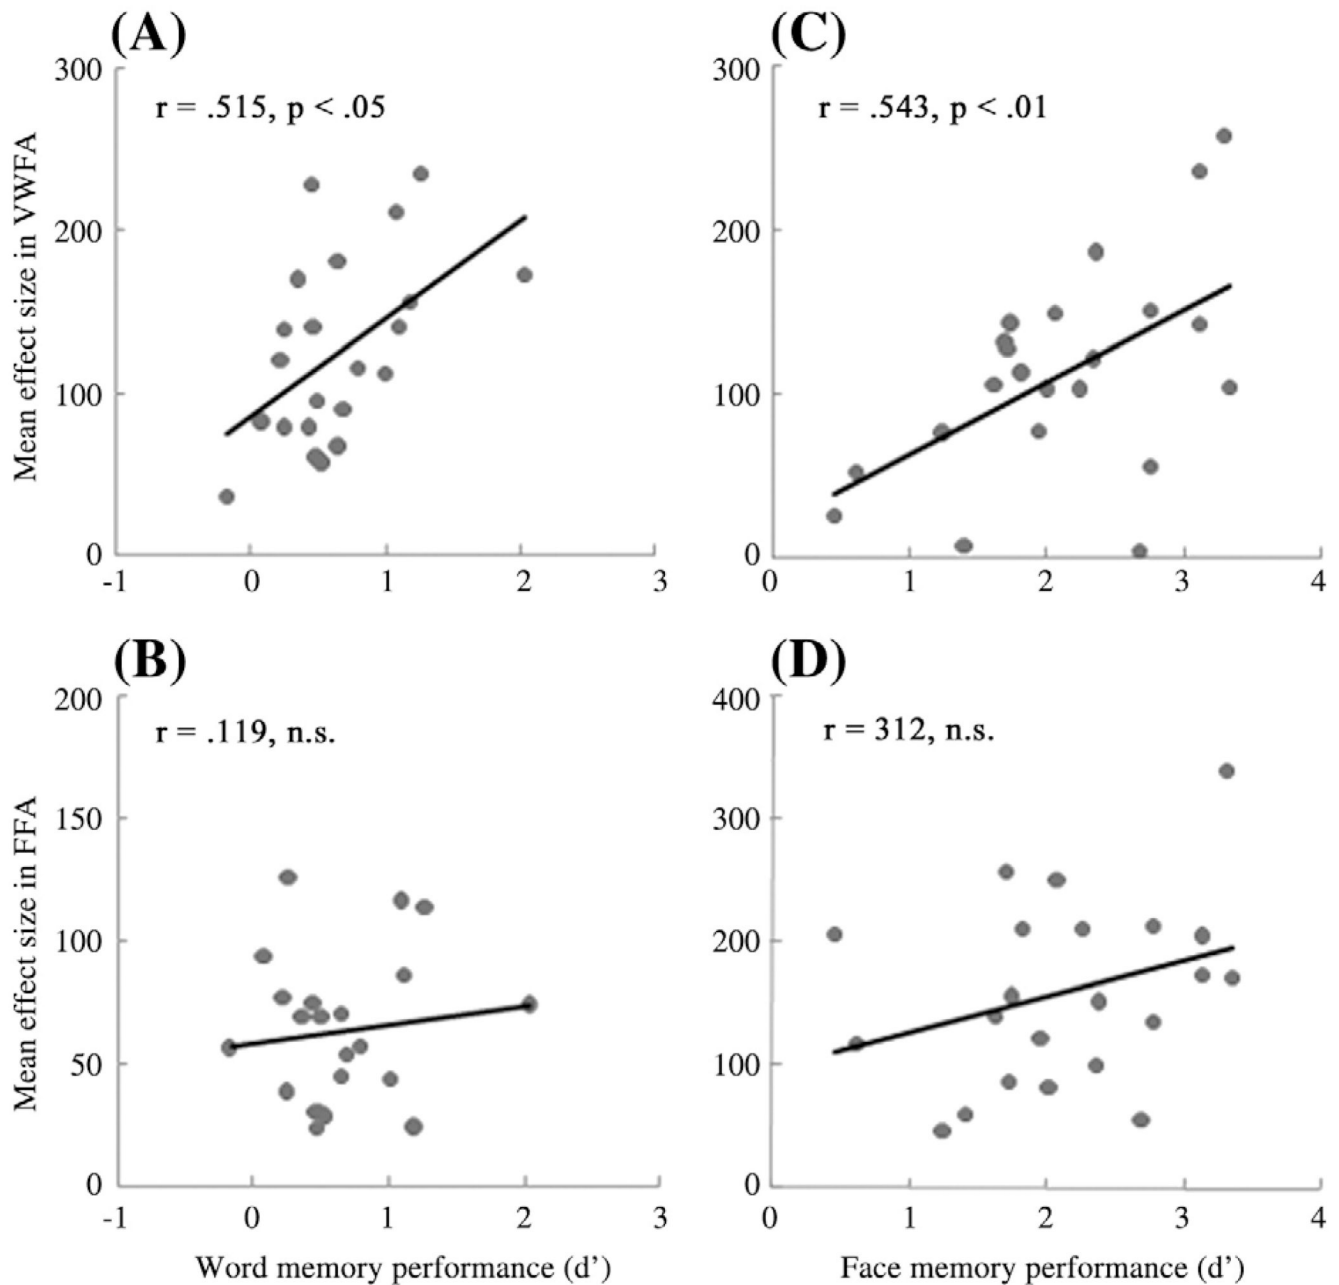 (A)
r = .515, p < .05
Mean effect size in VWFA
300
200
100
0
-1 0 1 2 3
(C)
r = .543, p < .01
300
200
100
0
0 1 2 3 4
(B)
r = .119, n.s.
Mean effect size in FFA
200
150
100
50
0
-1 0 1 2 3
Word memory performance (d’)
(D)
r = 312, n.s.
400
300
200
100
0
0 1 2 3 4
Face memory performance (d’)